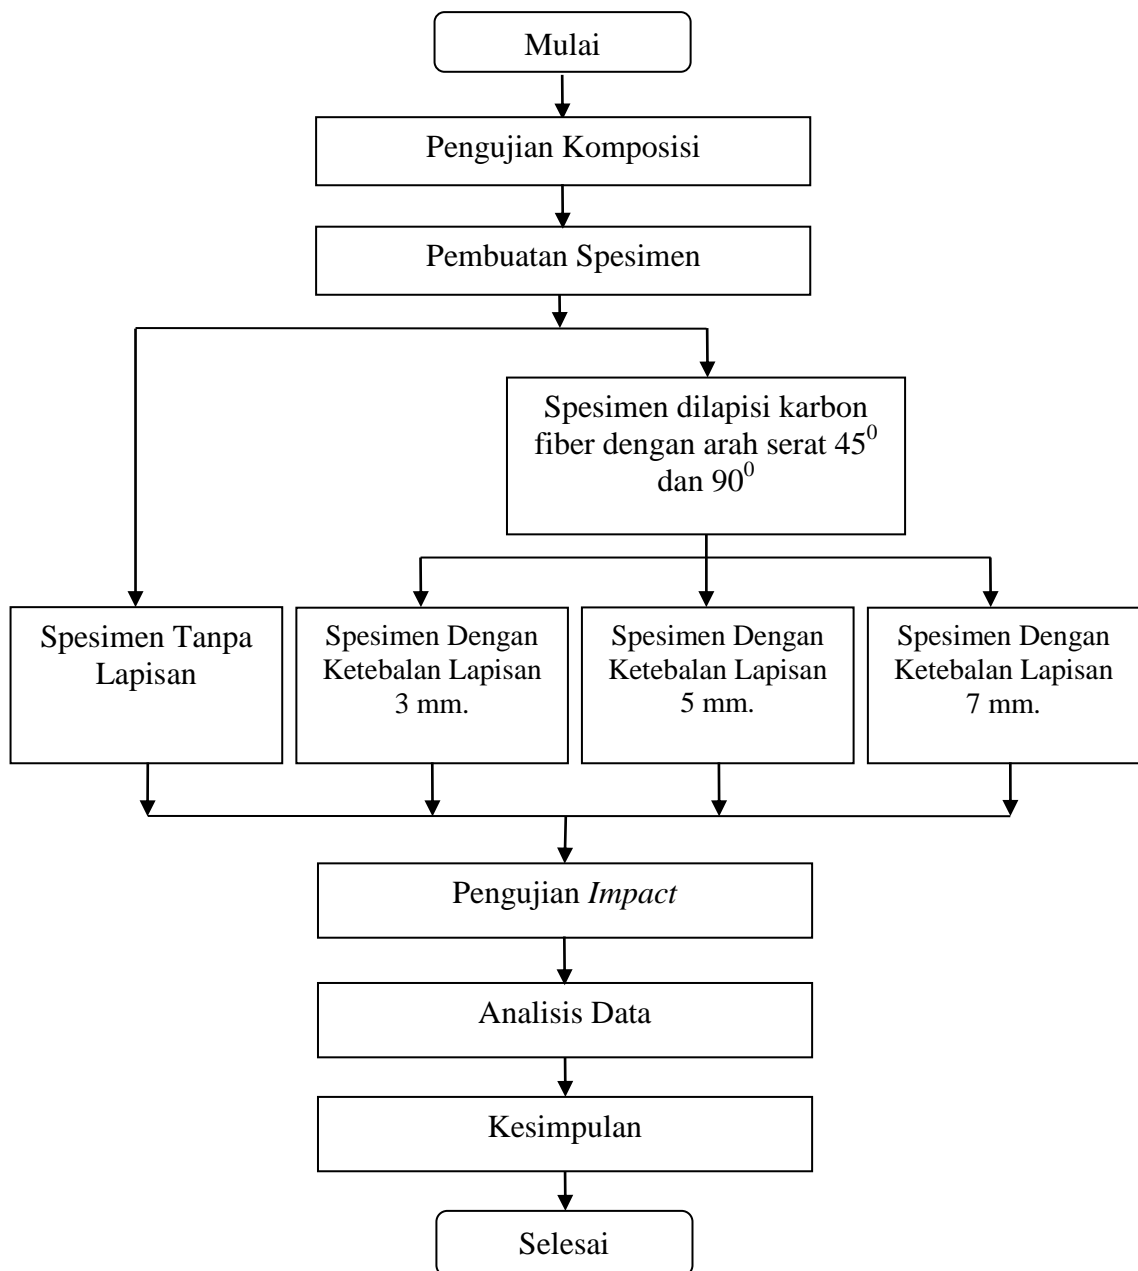 Mulai
Pengujian Komposisi
Pembuatan Spesimen
Spesimen dilapisi karbon
fiber dengan arah serat 45⁰
dan 90⁰
Spesimen Tanpa
Lapisan
Spesimen Dengan
Ketebalan Lapisan
3 mm.
Spesimen Dengan
Ketebalan Lapisan
5 mm.
Spesimen Dengan
Ketebalan Lapisan
7 mm.
Pengujian Impact
Analisis Data
Kesimpulan
Selesai